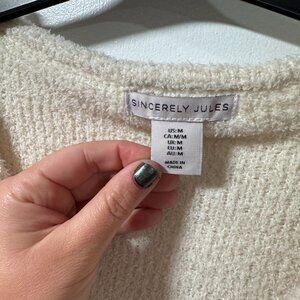 SINCERELY JULES
US:M
CA:M/M
UK:M
EU:M
AU:M
MADE IN
CHINA